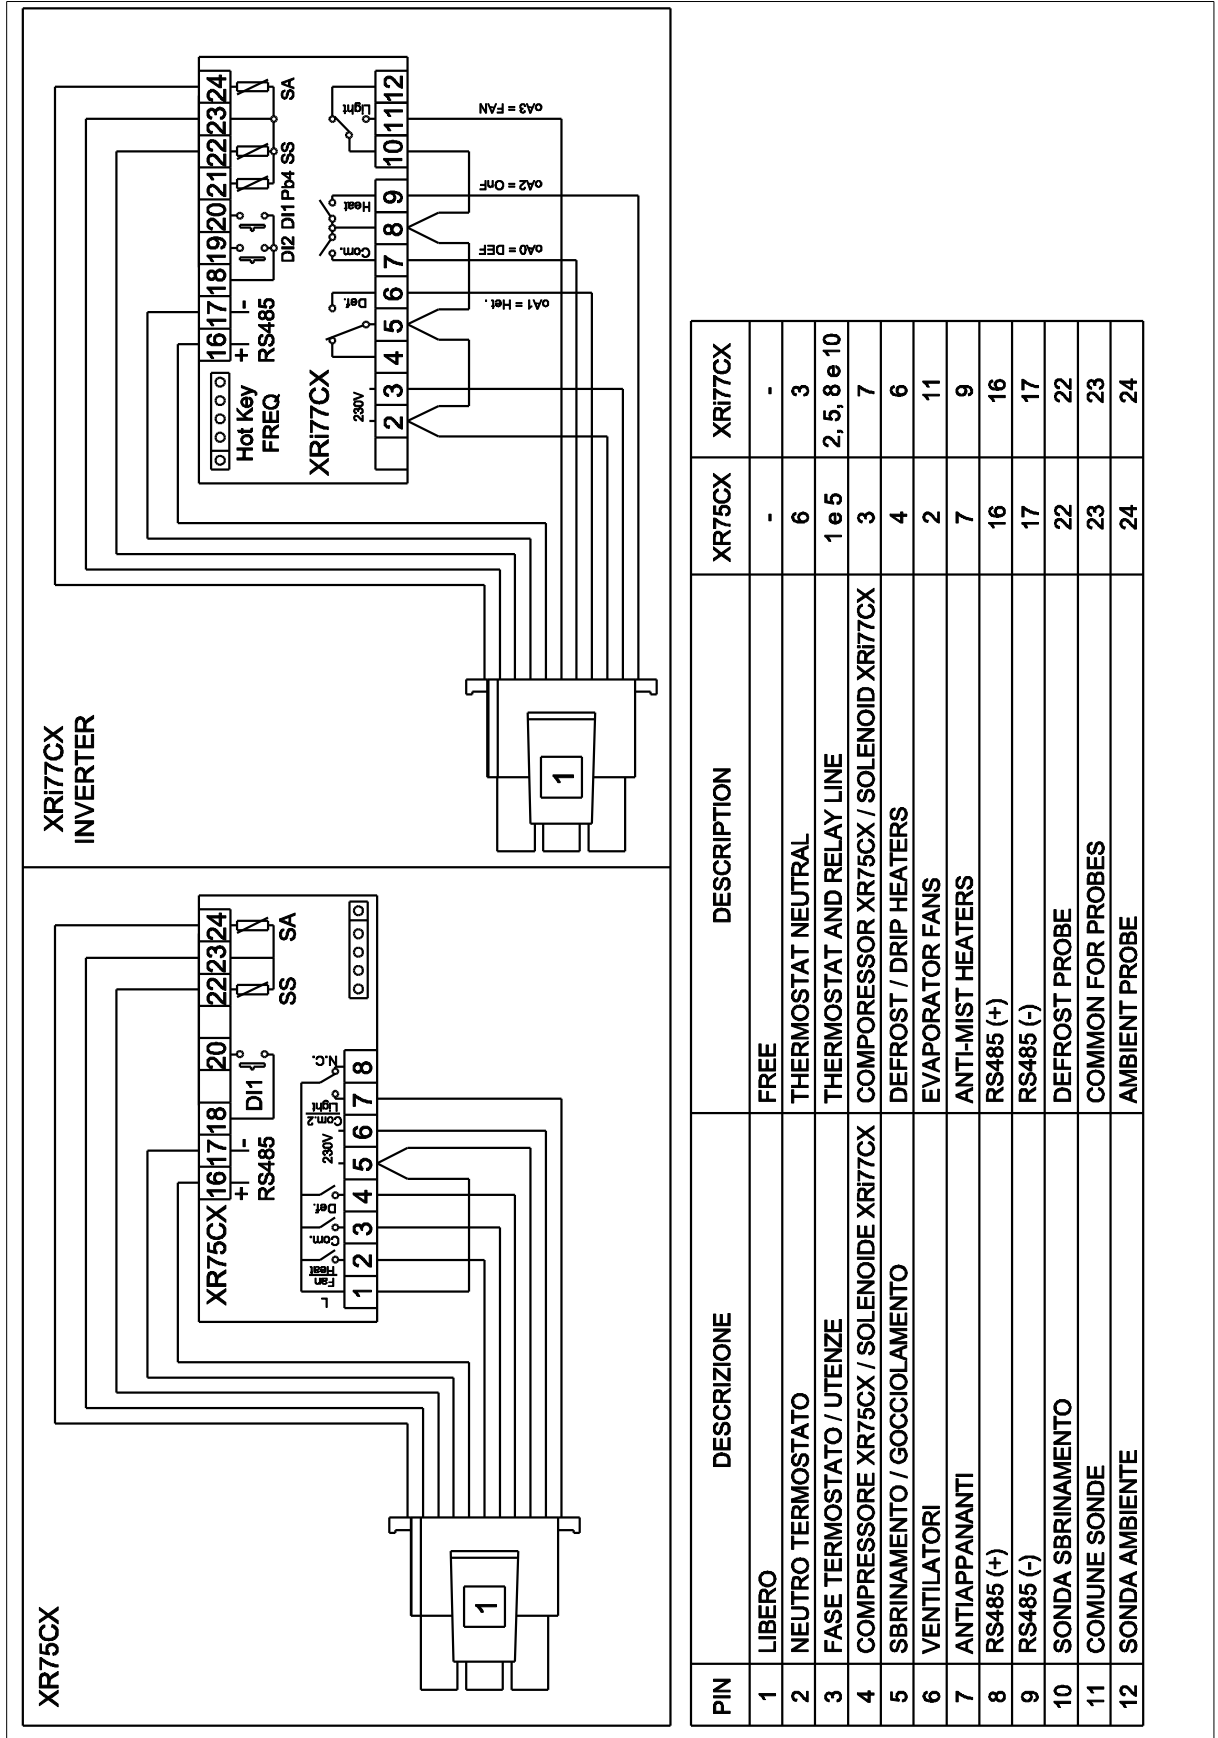 XR75CX
XRi77CX
INVERTER
XR75CX
16 17 18 20 22 23 24
+ -
RS485
DI1
SS
SA
L
Fan
Heat
Com.
Def.
230V
Light
Com.2
N.C.
1 2 3 4 5 6 7 8
1
Hot Key
FREQ
16 17 18 19 20 21 22 23 24
+ -
RS485
DI2 DI1 Pb4 SS SA
XRi77CX
230V
Def.
Com.
Heat
Light
2 3 4 5 6 7 8 9 10 11 12
oA1 = Het .
oA0 = DEF
oA2 = OnF
oA3 = FAN
1
PIN DESCRIZIONE DESCRIPTION XR75CX XRi77CX
1 LIBERO FREE - -
2 NEUTRO TERMOSTATO THERMOSTAT NEUTRAL 6 3
3 FASE TERMOSTATO / UTENZE THERMOSTAT AND RELAY LINE 1 e 5 2, 5, 8 e 10
4 COMPRESSORE XR75CX / SOLENOIDE XRi77CX COMPORESSOR XR75CX / SOLENOID XRi77CX 3 7
5 SBRINAMENTO / GOCCIOLAMENTO DEFROST / DRIP HEATERS 4 6
6 VENTILATORI EVAPORATOR FANS 2 11
7 ANTIAPPANANTI ANTI-MIST HEATERS 7 9
8 RS485 (+) RS485 (+) 16 16
9 RS485 (-) RS485 (-) 17 17
10 SONDA SBRINAMENTO DEFROST PROBE 22 22
11 COMUNE SONDE COMMON FOR PROBES 23 23
12 SONDA AMBIENTE AMBIENT PROBE 24 24